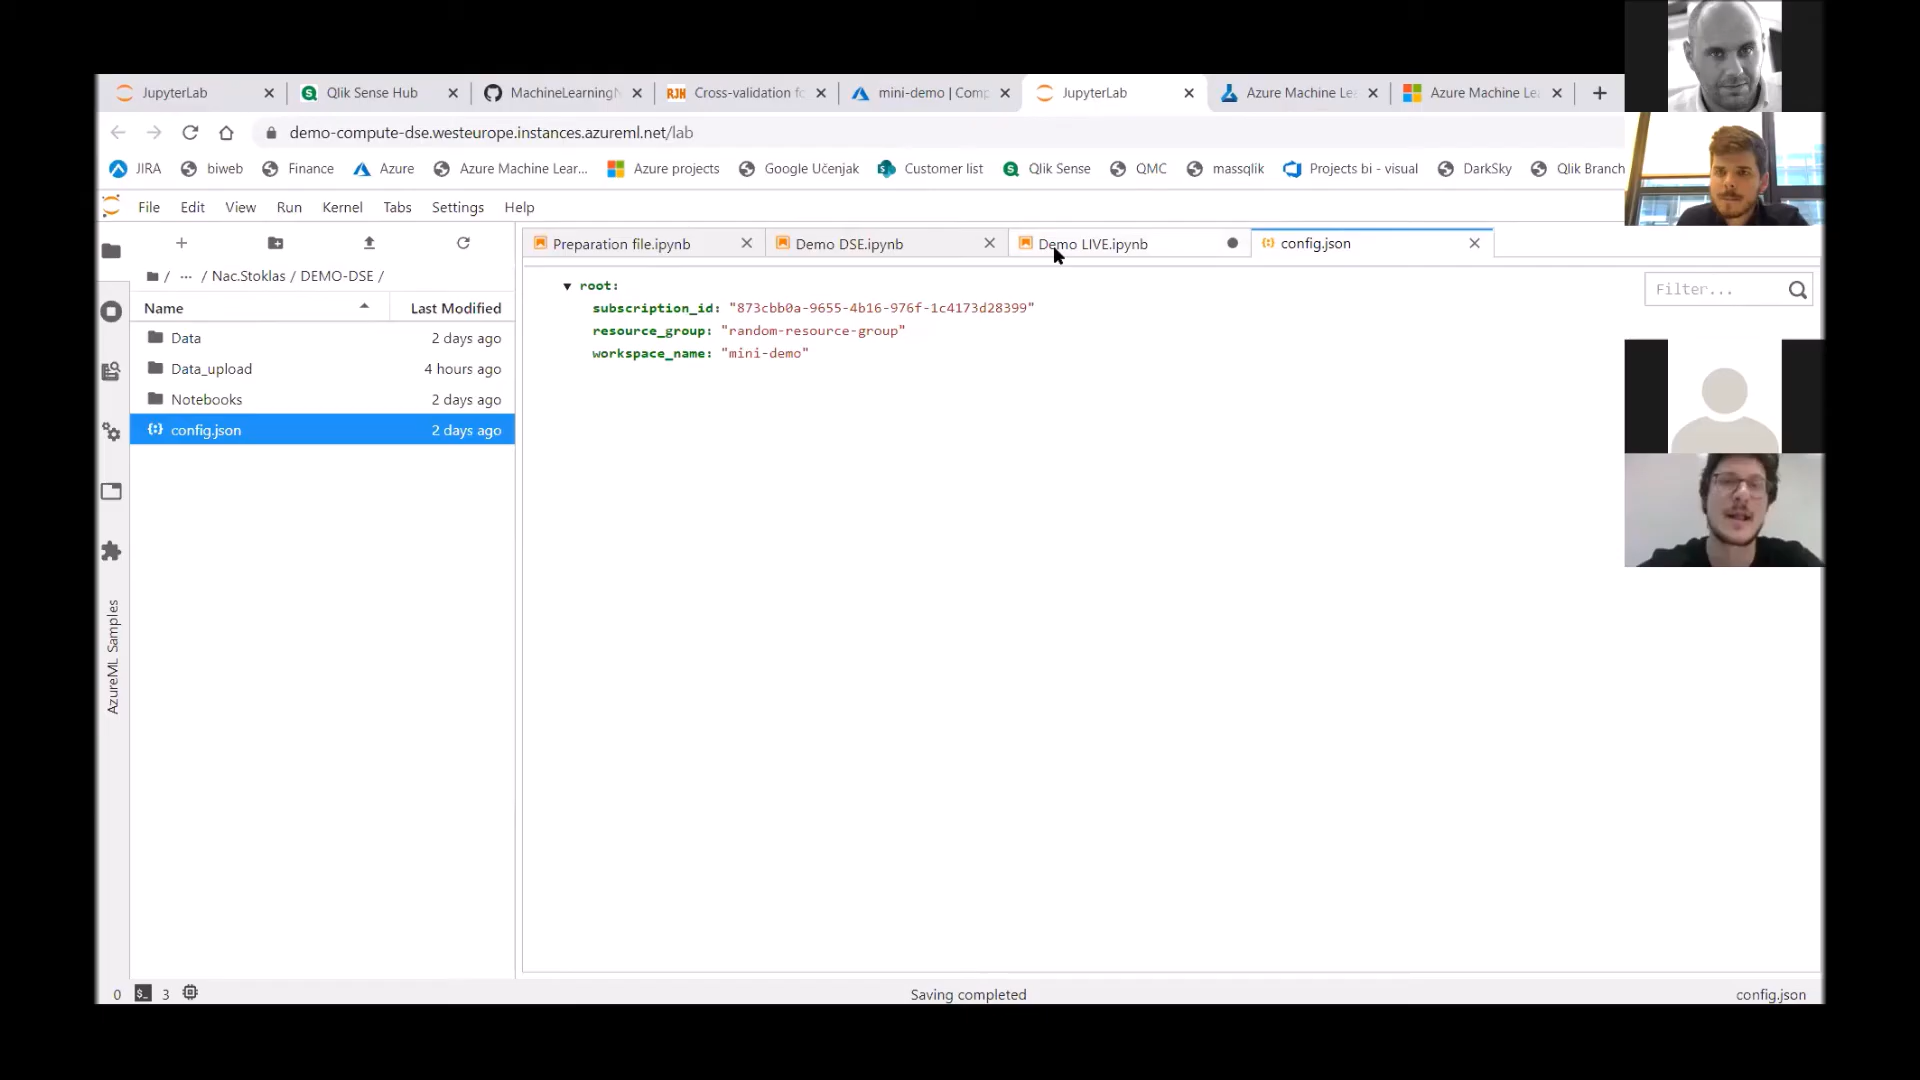 JupyterLab
Qlik Sense Hub
MachineLearningN
Cross-validation fo
mini-demo | Comp
JupyterLab
Azure Machine Le
Azure Machine Le
demo-compute-dse.westeurope.instances.azureml.net/lab
JIRA biweb Finance Azure Azure Machine Lear... Azure projects Google Učenjak Customer list Qlik Sense QMC massqlik Projects bi - visual DarkSky Qlik Branch
File Edit View Run Kernel Tabs Settings Help
Preparation file.ipynb
Demo DSE.ipynb
Demo LIVE.ipynb
config.json
/ ... / Nac.Stoklas / DEMO-DSE /
Name Last Modified
Data 2 days ago
Data_upload 4 hours ago
Notebooks 2 days ago
config.json 2 days ago
AzureML Samples
Filter...
root:
subscription_id: "873cbb0a-9655-4b16-976f-1c4173d28399"
resource_group: "random-resource-group"
workspace_name: "mini-demo"
0 $_ 3
Saving completed
config.json